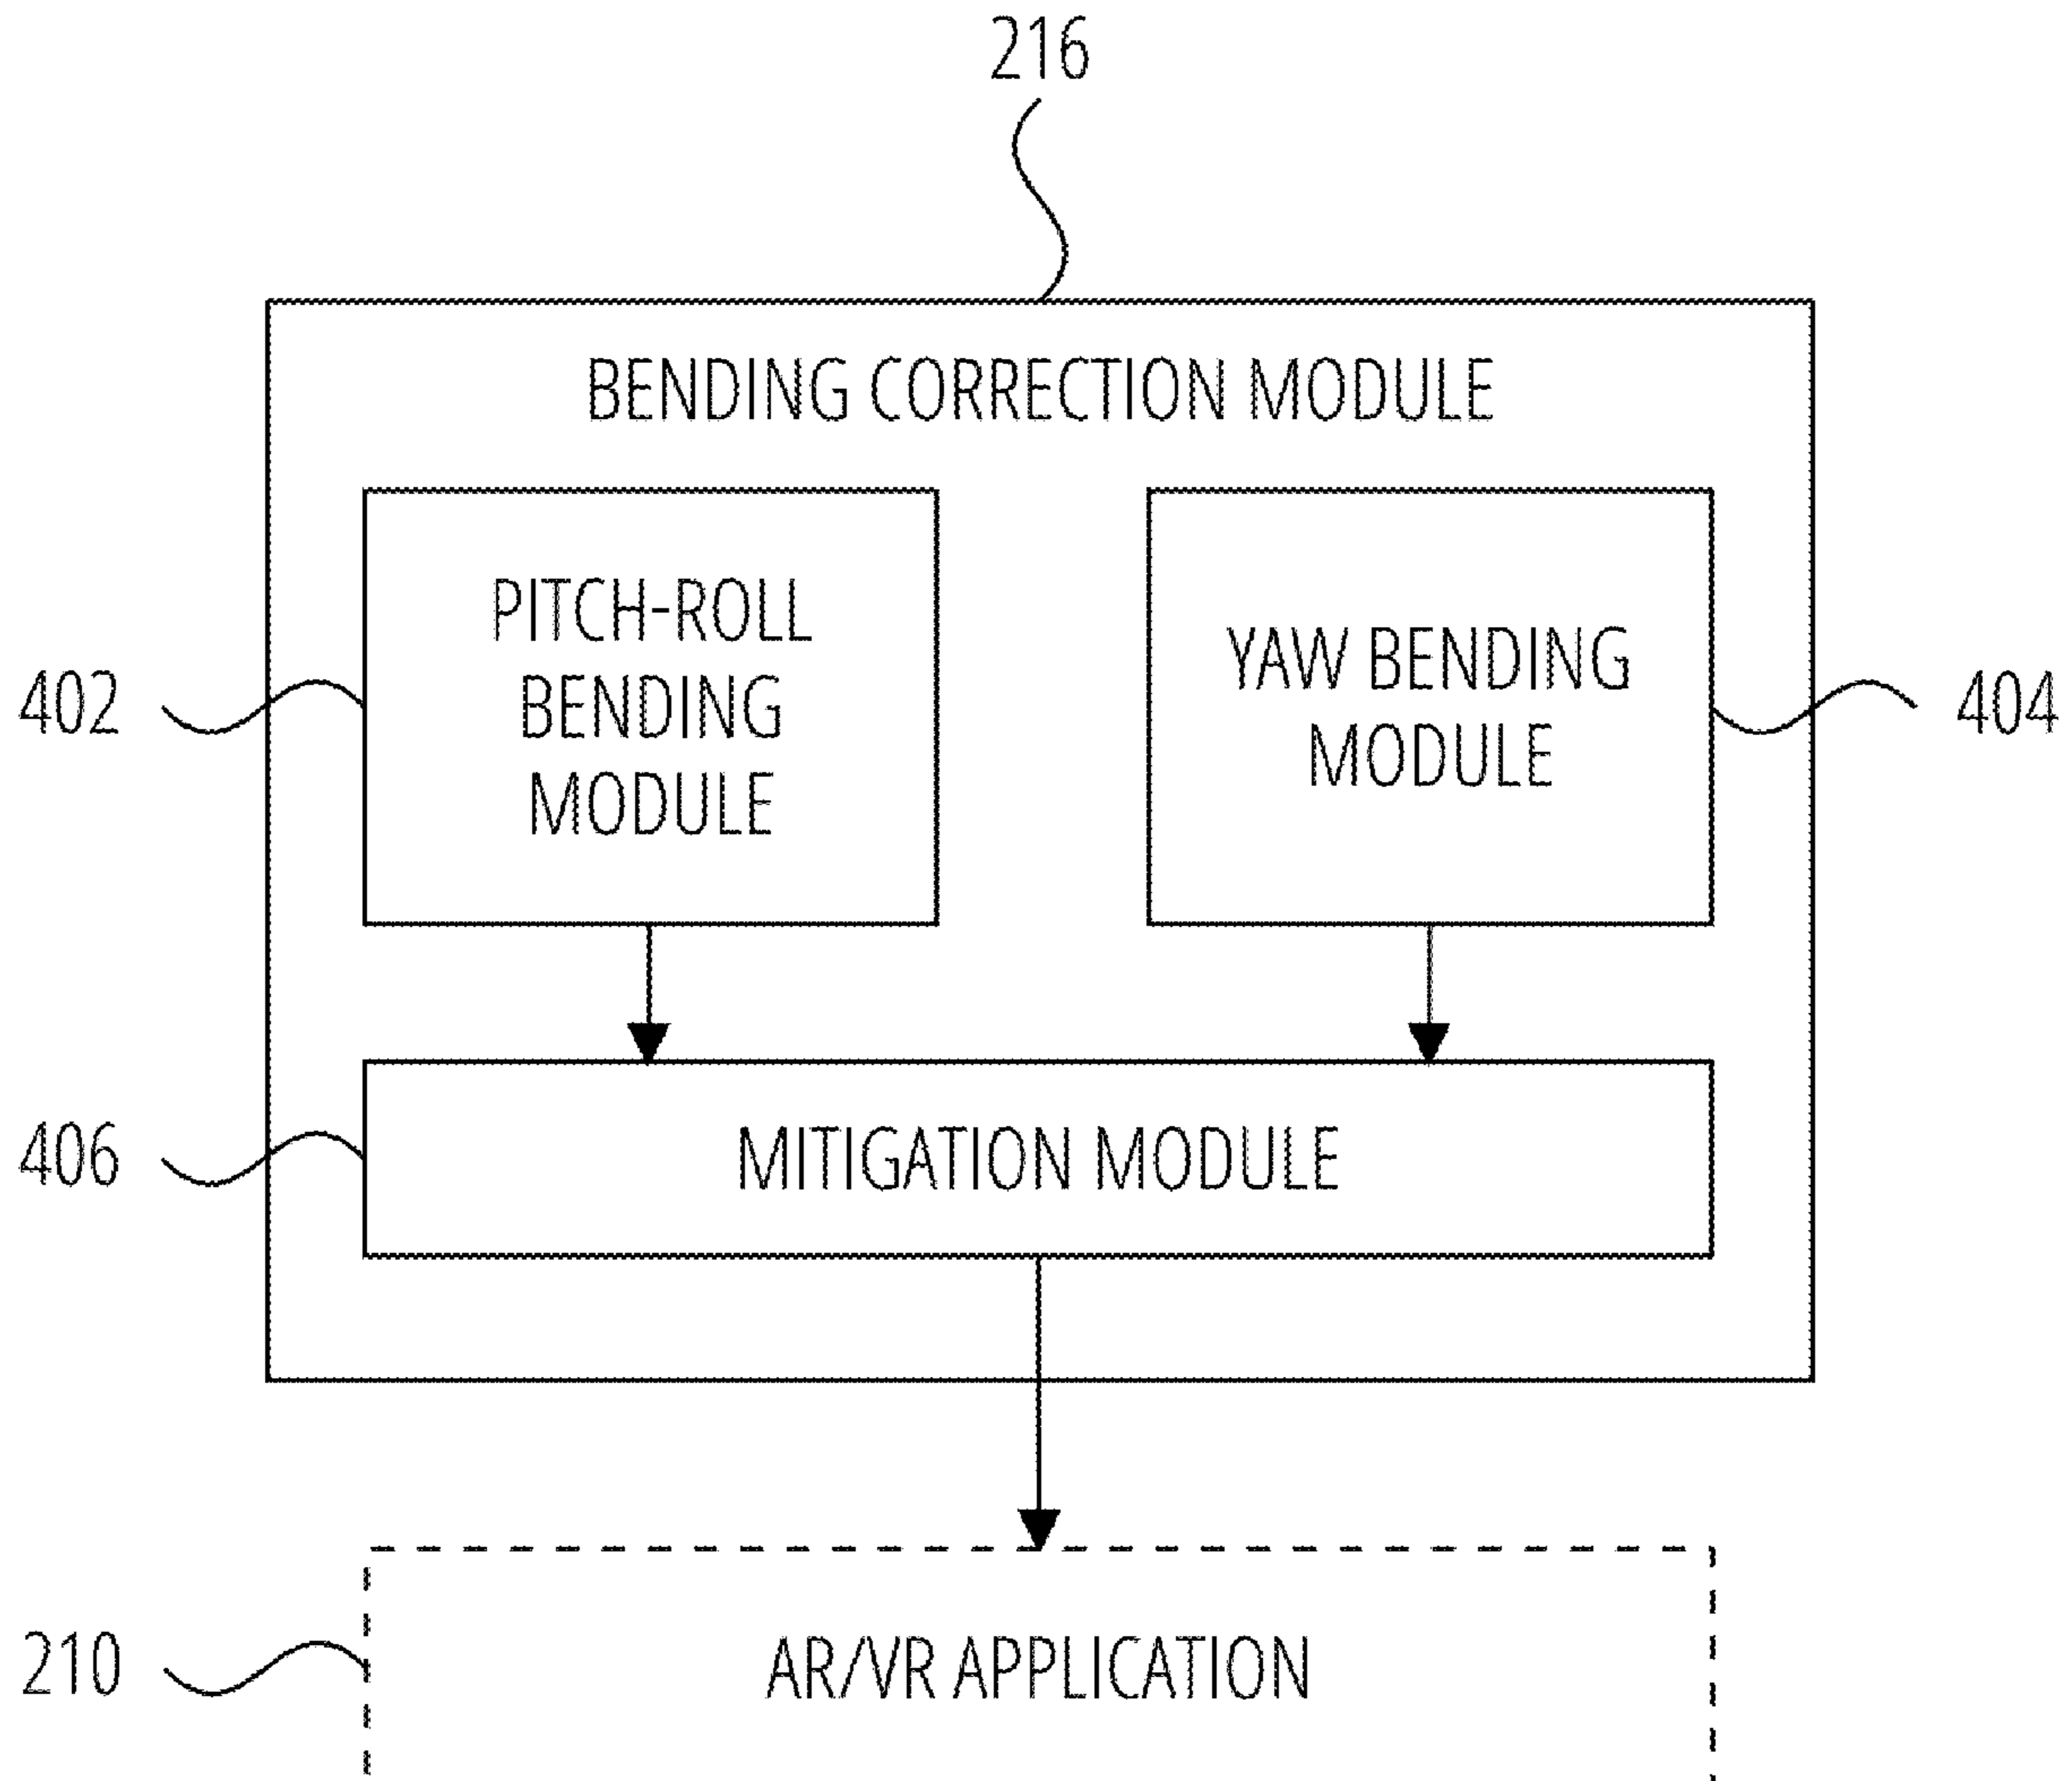 216
BENDING CORRECTION MODULE
PITCH-ROLL
BENDING
MODULE
YAW BENDING
MODULE
402
404
406
MITIGATION MODULE
210
AR/VR APPLICATION